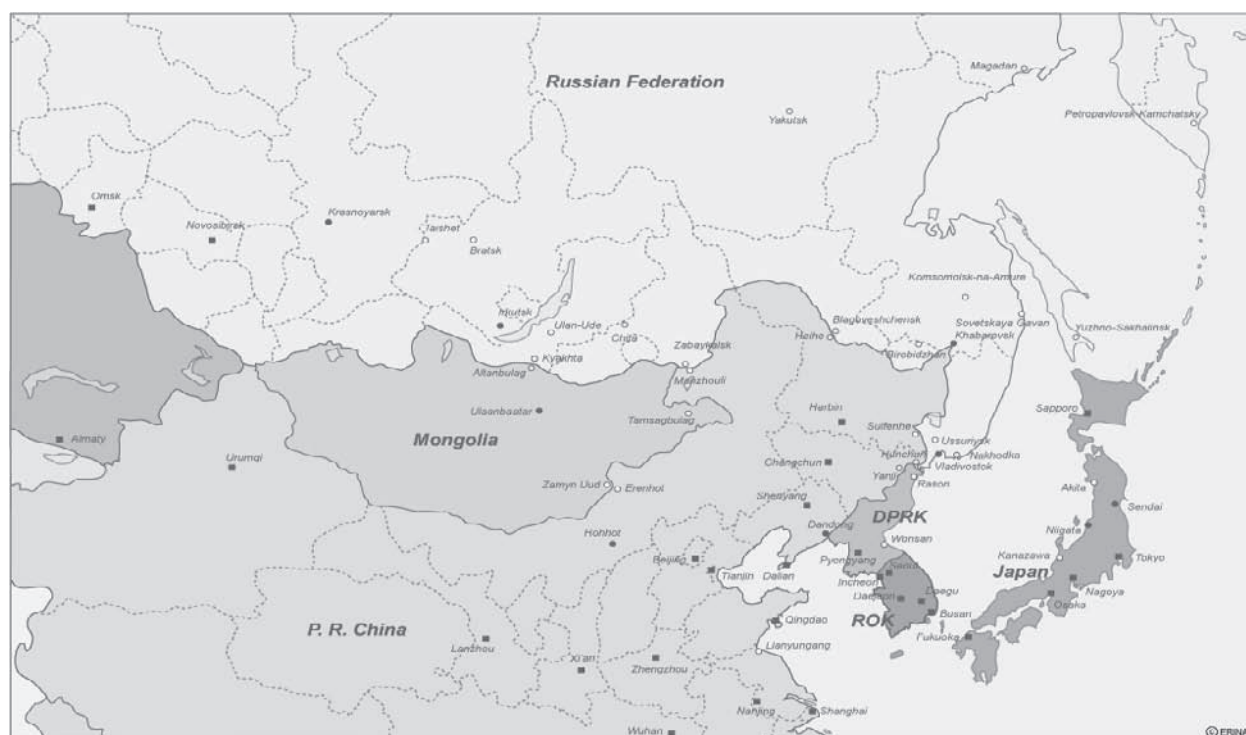 Magadan
Russian Federation
Yakutsk
Petropavlovsk-Kamchatsky
Omsk
Krasnoyarsk
Novosibirsk
Taishet
Bratsk
Komsomolsk-na-Amure
Irkutsk
Ulan-Ude
Chita
Blagoveshchensk
Sovetskaya Gavan
Yuzhno-Sakhalinsk
Heihe
Khabarovsk
Zabaykalsk
Birobidzhan
Kyakhta
Altanbulag
Manzhouli
Ulaanbaatar
Tamsagbulag
Harbin
Sapporo
Mongolia
Suifenhe
Almaty
Ussuriysk
Urumqi
Hunchun
Nakhodka
Changchun
Vladivostok
Yanji
Rason
Zamyn Uud
Erenhot
Akita
Shenyang
Sendai
DPRK
Dandong
Niigata
Hohhot
Wonsan
Beijing
Pyongyang
Kanazawa
Tokyo
Tianjin
Dalian
Seoul
Japan
Incheon
Nagoya
Daejeon
Daegu
Osaka
Busan
P. R. China
Qingdao
ROK
Fukuoka
Lanzhou
Lianyungang
Xi'an
Zhengzhou
Nanjing
Shanghai
Wuhan
© ERINA